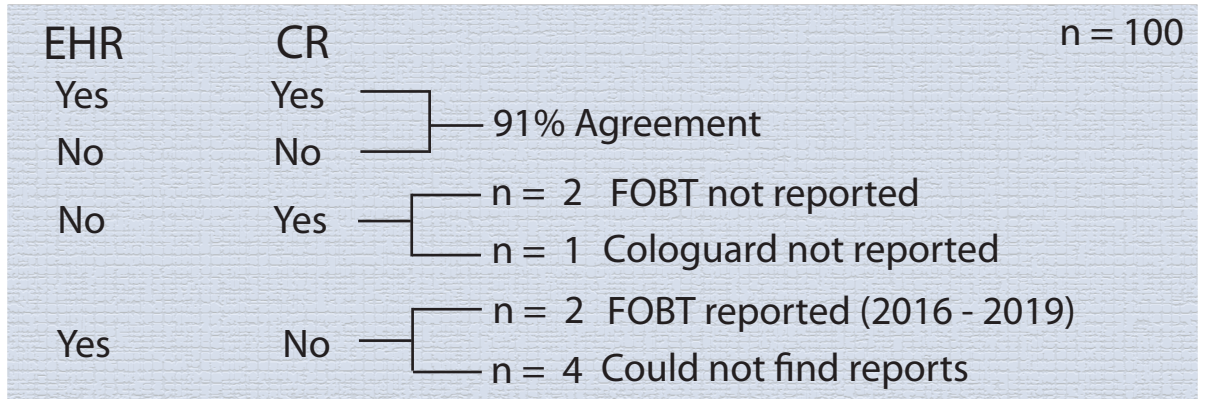 EHR CR n = 100
Yes Yes
91% Agreement
No No
n = 2 FOBT not reported
No Yes
n = 1 Cologuard not reported
n = 2 FOBT reported (2016 - 2019)
Yes No
n = 4 Could not find reports